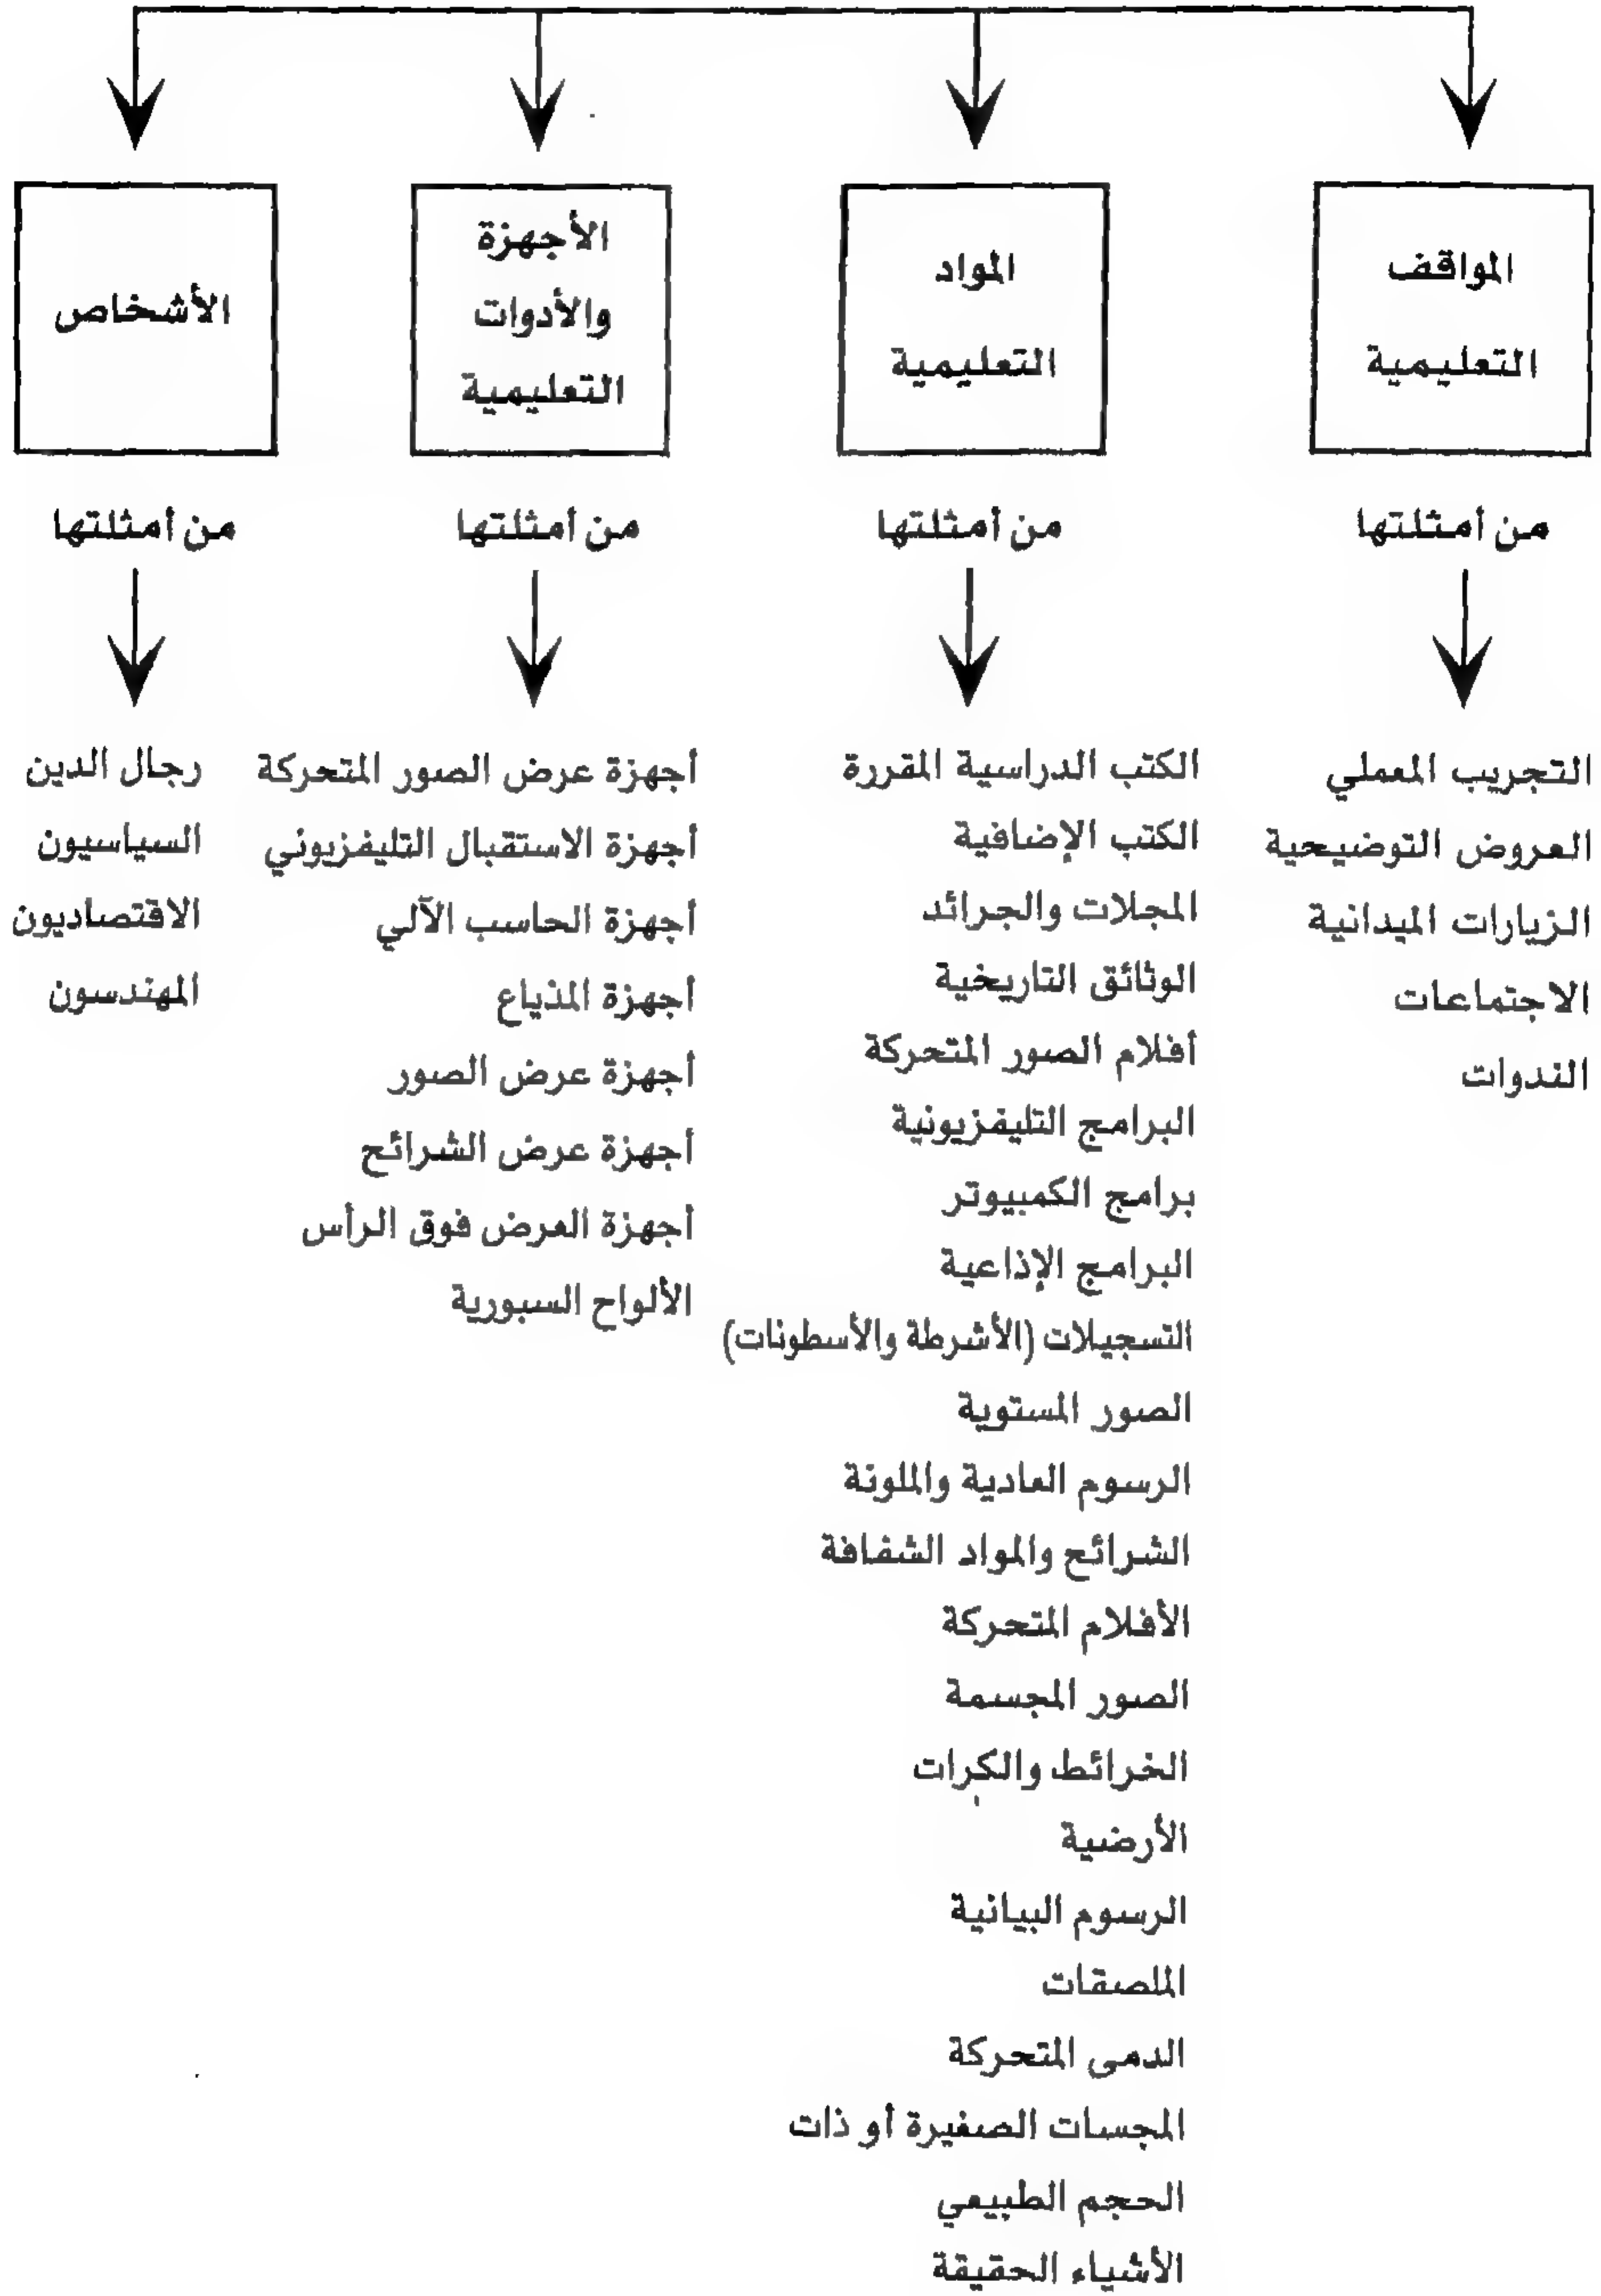 المواقف
التعليمية
من أمثلتها
التجريب المعملي
العروض التوضيحية
الزيارات الميدانية
الاجتماعات
الندوات
المواد
التعليمية
من أمثلتها
الكتب الدراسية المقررة
الكتب الإضافية
المجلات والجرائد
الوثائق التاريخية
أفلام الصور المتحركة
البرامج التليفزيونية
برامج الكمبيوتر
البرامج الإذاعية
التسجيلات (الأشرطة والأسطونات)
الصور المستوية
الرسوم العادية والملونة
الشرائح والمواد الشفافة
الأفلام المتحركة
الصور المجسمة
الخرائط والكرات
الأرضية
الرسوم البيانية
الملصقات
الدمى المتحركة
المجسات الصغيرة أو ذات
الحجم الطبيعي
الأشياء الحقيقة
الأجهزة
والأدوات
التعليمية
من أمثلتها
أجهزة عرض الصور المتحركة
أجهزة الاستقبال التليفزيوني
أجهزة الحاسب الآلي
أجهزة المذياع
أجهزة عرض الصور
أجهزة عرض الشرائح
أجهزة العرض فوق الرأس
الألواح السبورية
الأشخاص
من أمثلتها
رجال الدين
السياسيون
الاقتصاديون
المهندسون